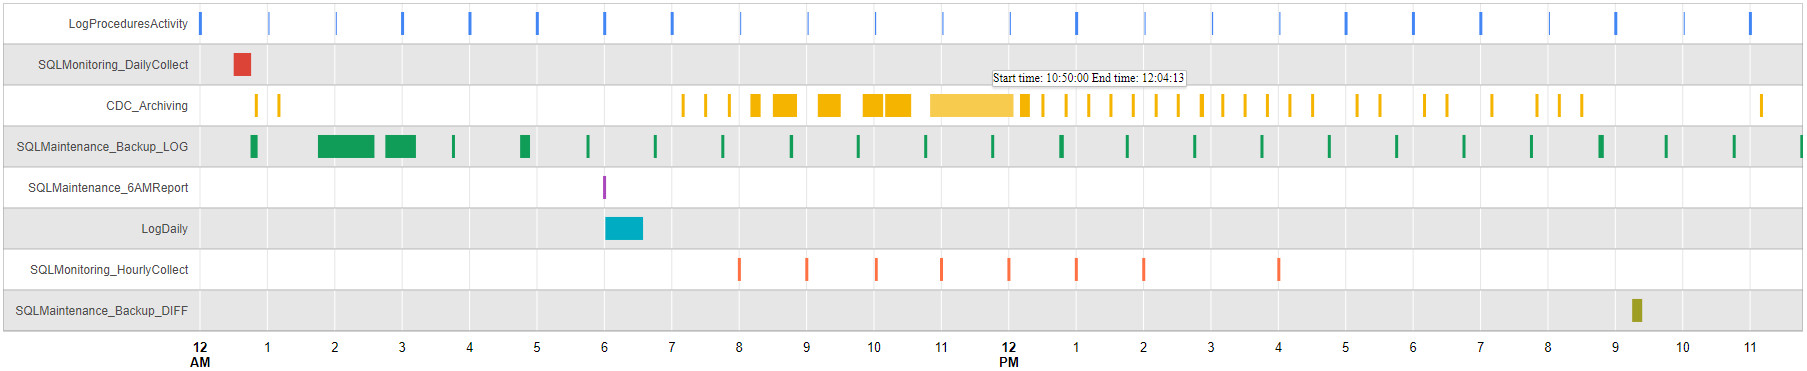 LogProceduresActivity
SQLMonitoring_DailyCollect
Start time: 10:50:00 End time: 12:04:13
CDC_Archiving
SQLMaintenance_Backup_LOG
SQLMaintenance_6AMReport
LogDaily
SQLMonitoring_HourlyCollect
SQLMaintenance_Backup_DIFF
12 1 2 3 4 5 6 7 8 9 10 11 12 1 2 3 4 5 6 7 8 9 10 11
AM PM